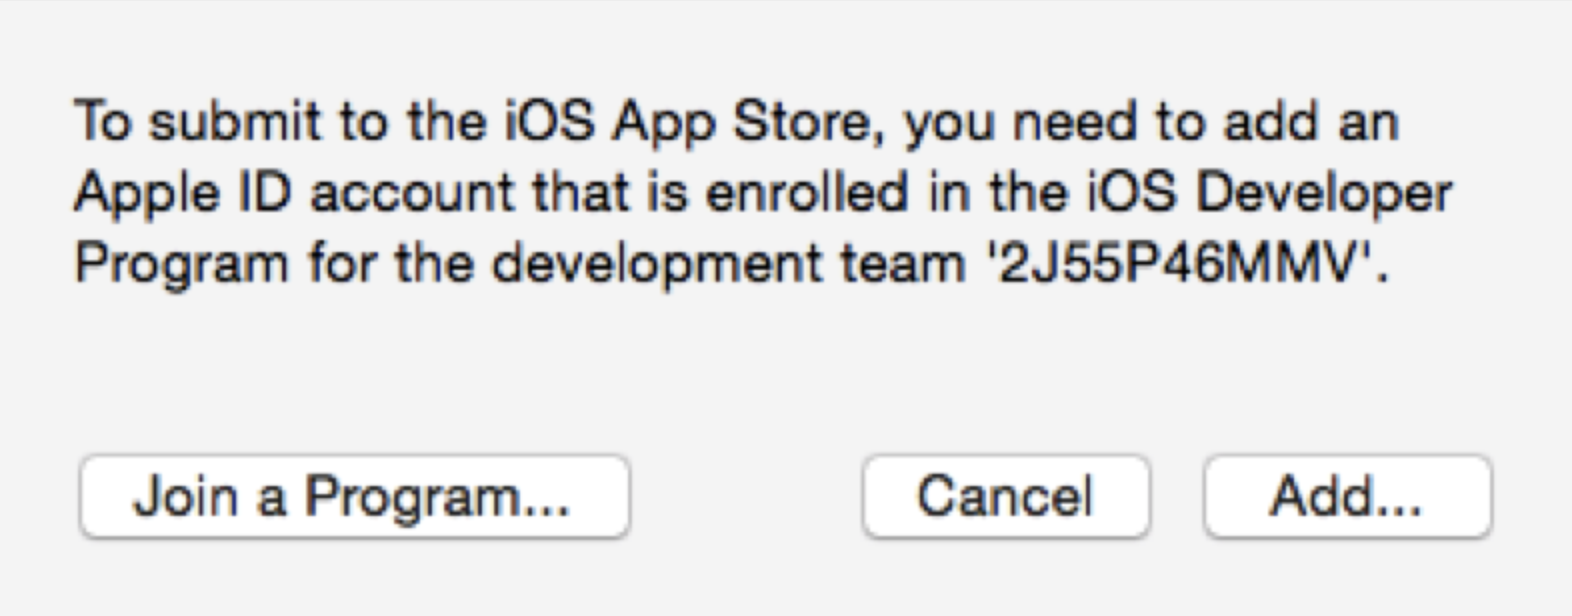 To submit to the iOS App Store, you need to add an
Apple ID account that is enrolled in the iOS Developer
Program for the development team '2J55P46MMV'.
Join a Program... Cancel Add...